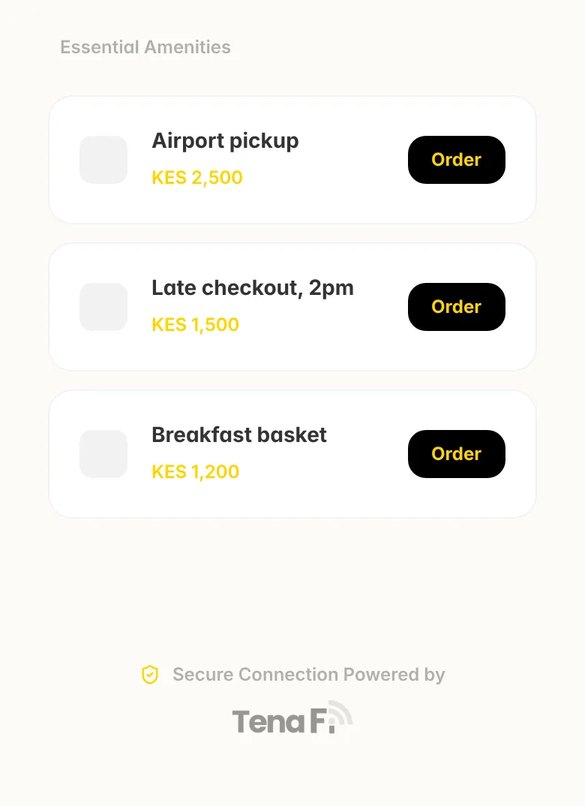 Essential Amenities
Airport pickup
KES 2,500
Order
Late checkout, 2pm
KES 1,500
Order
Breakfast basket
KES 1,200
Order
Secure Connection Powered by
Tena Fi